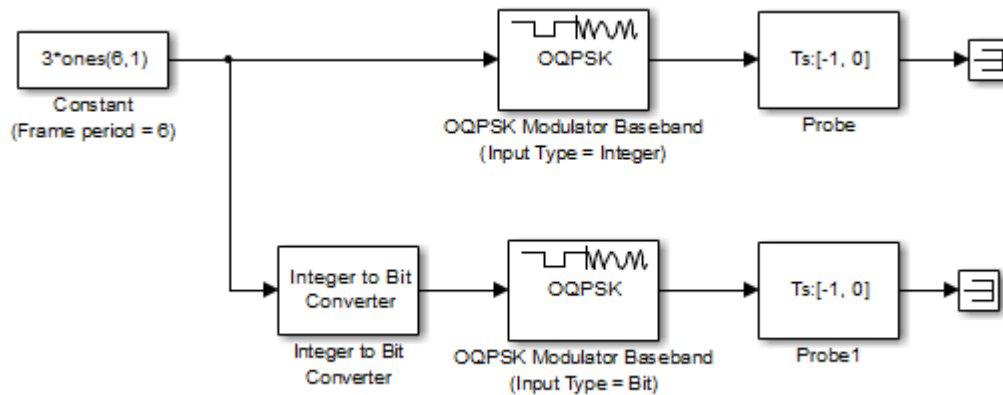 3*ones(6,1)
Constant
(Frame period = 6)
OQPSK
OQPSK Modulator Baseband
(Input Type = Integer)
Ts:[-1, 0]
Probe
Integer to Bit
Converter
Integer to Bit
Converter
OQPSK
OQPSK Modulator Baseband
(Input Type = Bit)
Ts:[-1, 0]
Probe1